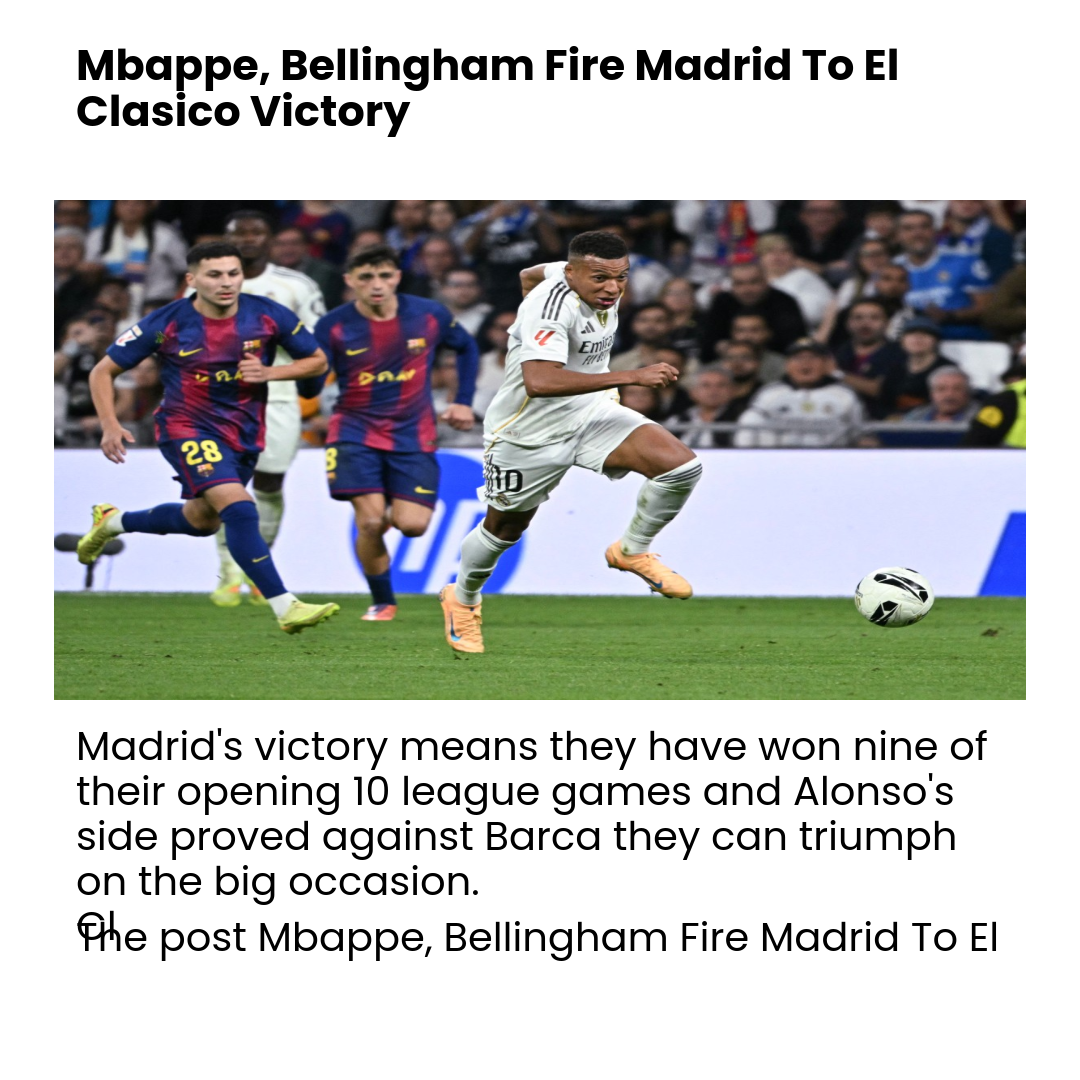 Mbappe, Bellingham Fire Madrid To El
Clasico Victory
28
10
Madrid's victory means they have won nine of
their opening 10 league games and Alonso's
side proved against Barca they can triumph
on the big occasion.
The post Mbappe, Bellingham Fire Madrid To El